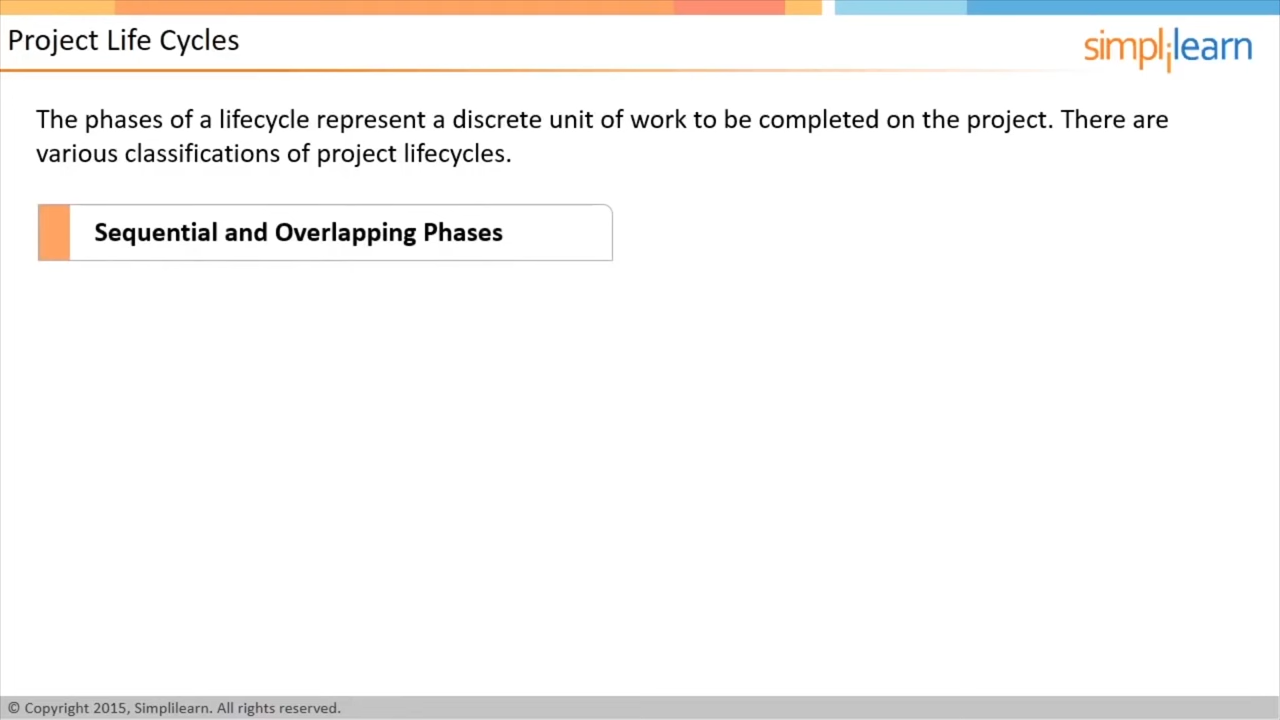 Project Life Cycles
simplilearn
The phases of a lifecycle represent a discrete unit of work to be completed on the project. There are
various classifications of project lifecycles.
Sequential and Overlapping Phases
© Copyright 2015, Simplilearn. All rights reserved.